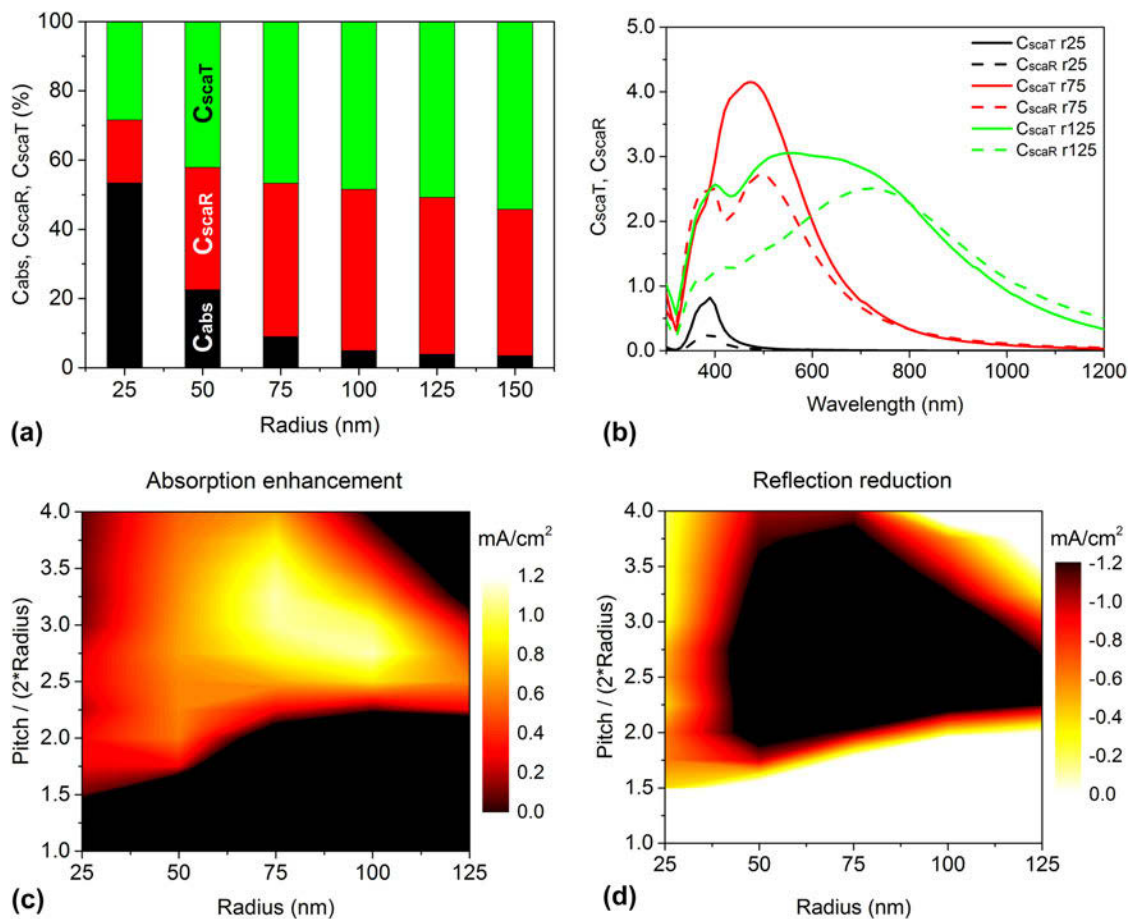 100
80
60
40
20
0
Cabs, CscaR, CscaT (%)
CscaT
CscaR
Cabs
25 50 75 100 125 150
Radius (nm)
(a)
5.0
4.0
3.0
2.0
1.0
0.0
CscaT, CscaR
CscaT r25
CscaR r25
CscaT r75
CscaR r75
CscaT r125
CscaR r125
400 600 800 1000 1200
Wavelength (nm)
(b)
Absorption enhancement
4.0
3.5
3.0
2.5
2.0
1.5
1.0
Pitch / (2*Radius)
25 50 75 100 125
Radius (nm)
mA/cm²
1.2
1.0
0.8
0.6
0.4
0.2
0.0
(c)
Reflection reduction
4.0
3.5
3.0
2.5
2.0
1.5
1.0
Pitch / (2*Radius)
25 50 75 100 125
Radius (nm)
mA/cm²
-1.2
-1.0
-0.8
-0.6
-0.4
-0.2
0.0
(d)